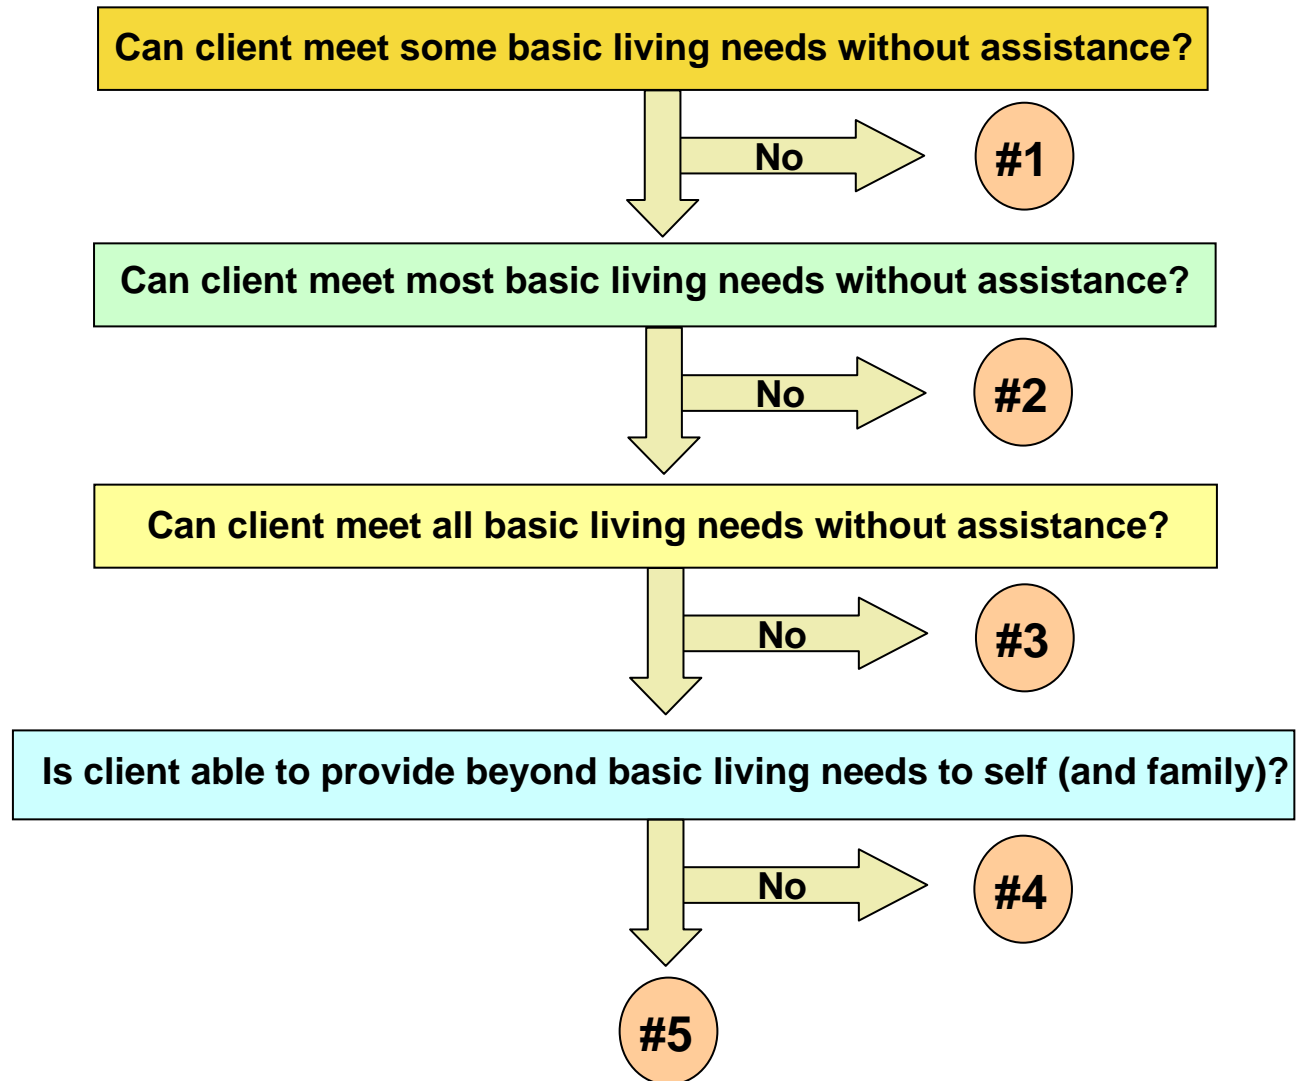 Can client meet some basic living needs without assistance?
No
#1
Can client meet most basic living needs without assistance?
No
#2
Can client meet all basic living needs without assistance?
No
#3
Is client able to provide beyond basic living needs to self (and family)?
No
#4
#5